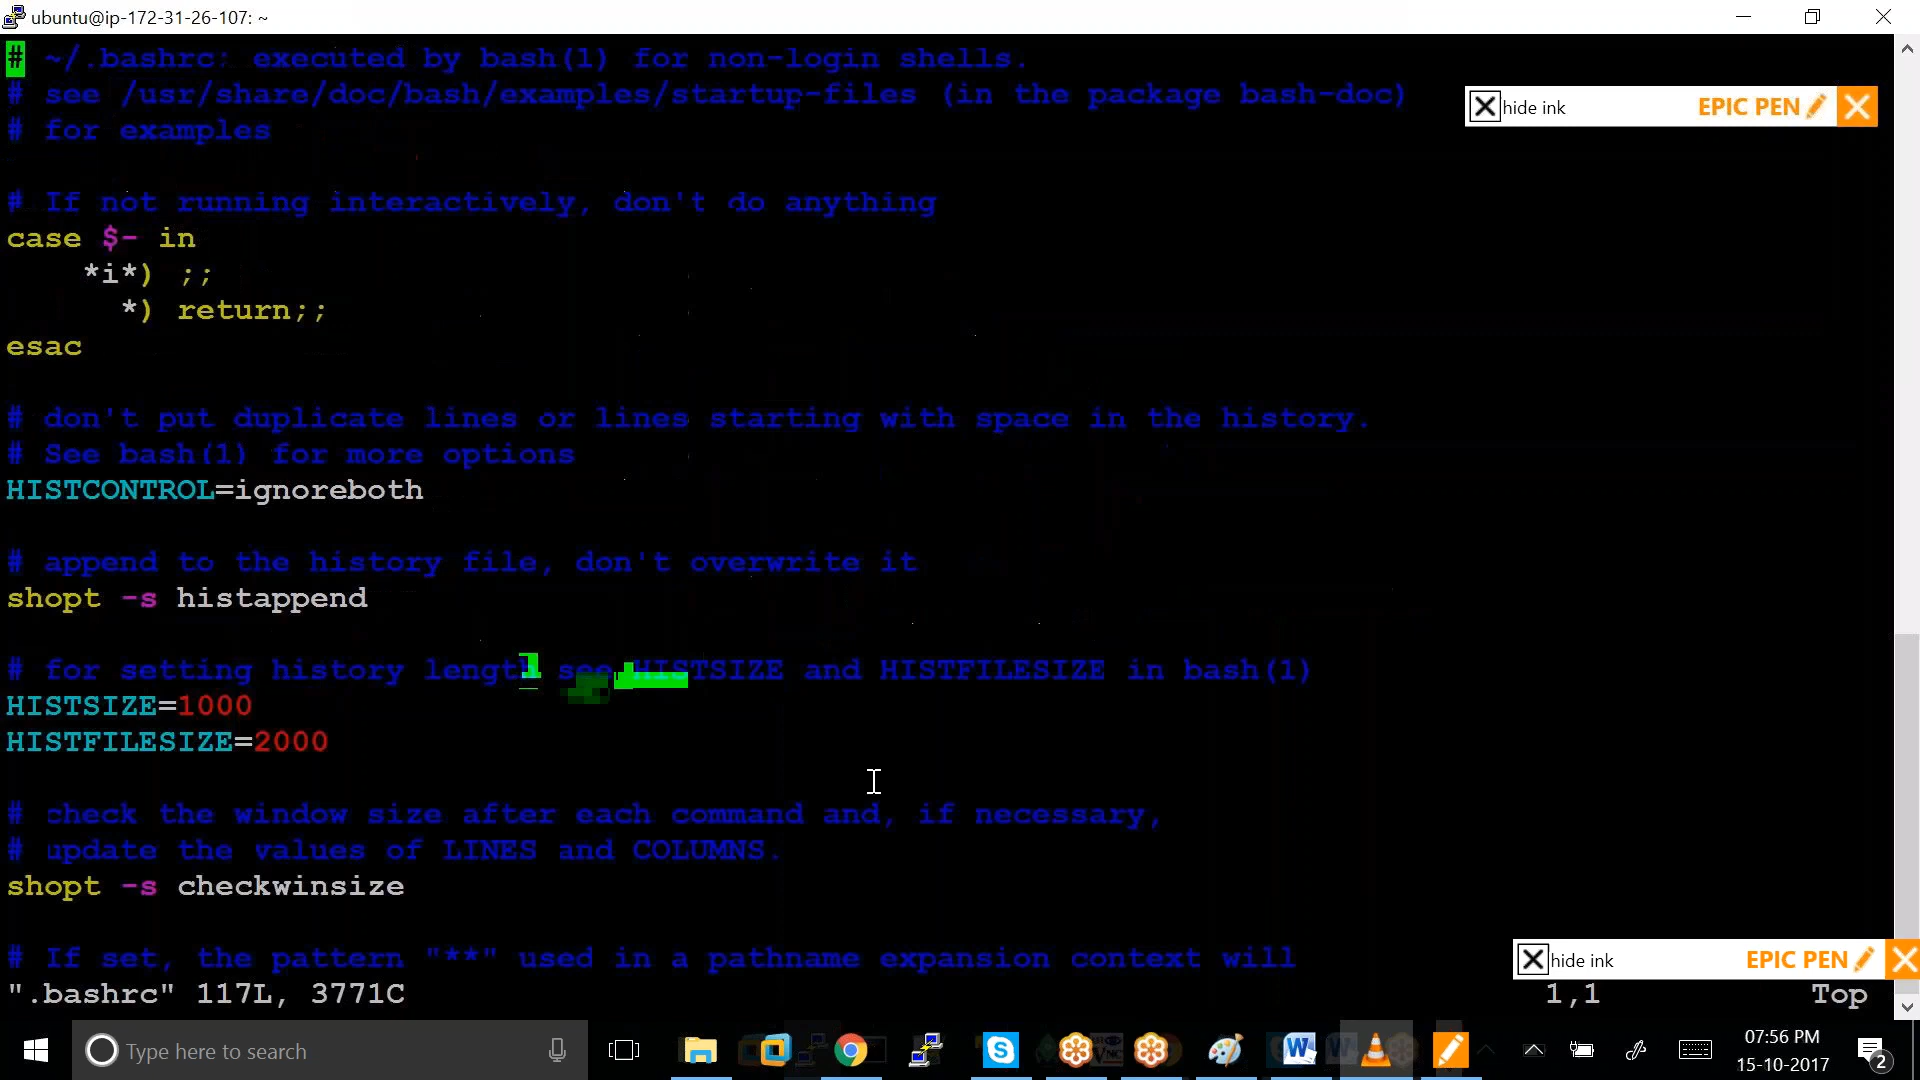 ubuntu@ip-172-31-26-107: ~
# ~/.bashrc: executed by bash(1) for non-login shells.
# see /usr/share/doc/bash/examples/startup-files (in the package bash-doc)
hide ink EPIC PEN
# for examples
# If not running interactively, don't do anything
case $- in
*i*) ;;
*) return;;
esac
# don't put duplicate lines or lines starting with space in the history.
# See bash(1) for more options
HISTCONTROL=ignoreboth
# append to the history file, don't overwrite it
shopt -s histappend
# for setting history length see HISTSIZE and HISTFILESIZE in bash(1)
HISTSIZE=1000
HISTFILESIZE=2000
# check the window size after each command and, if necessary,
# update the values of LINES and COLUMNS.
shopt -s checkwinsize
# If set, the pattern "**" used in a pathname expansion context will
hide ink EPIC PEN
".bashrc" 117L, 3771C 1,1 Top
Type here to search
07:56 PM
15-10-2017
2